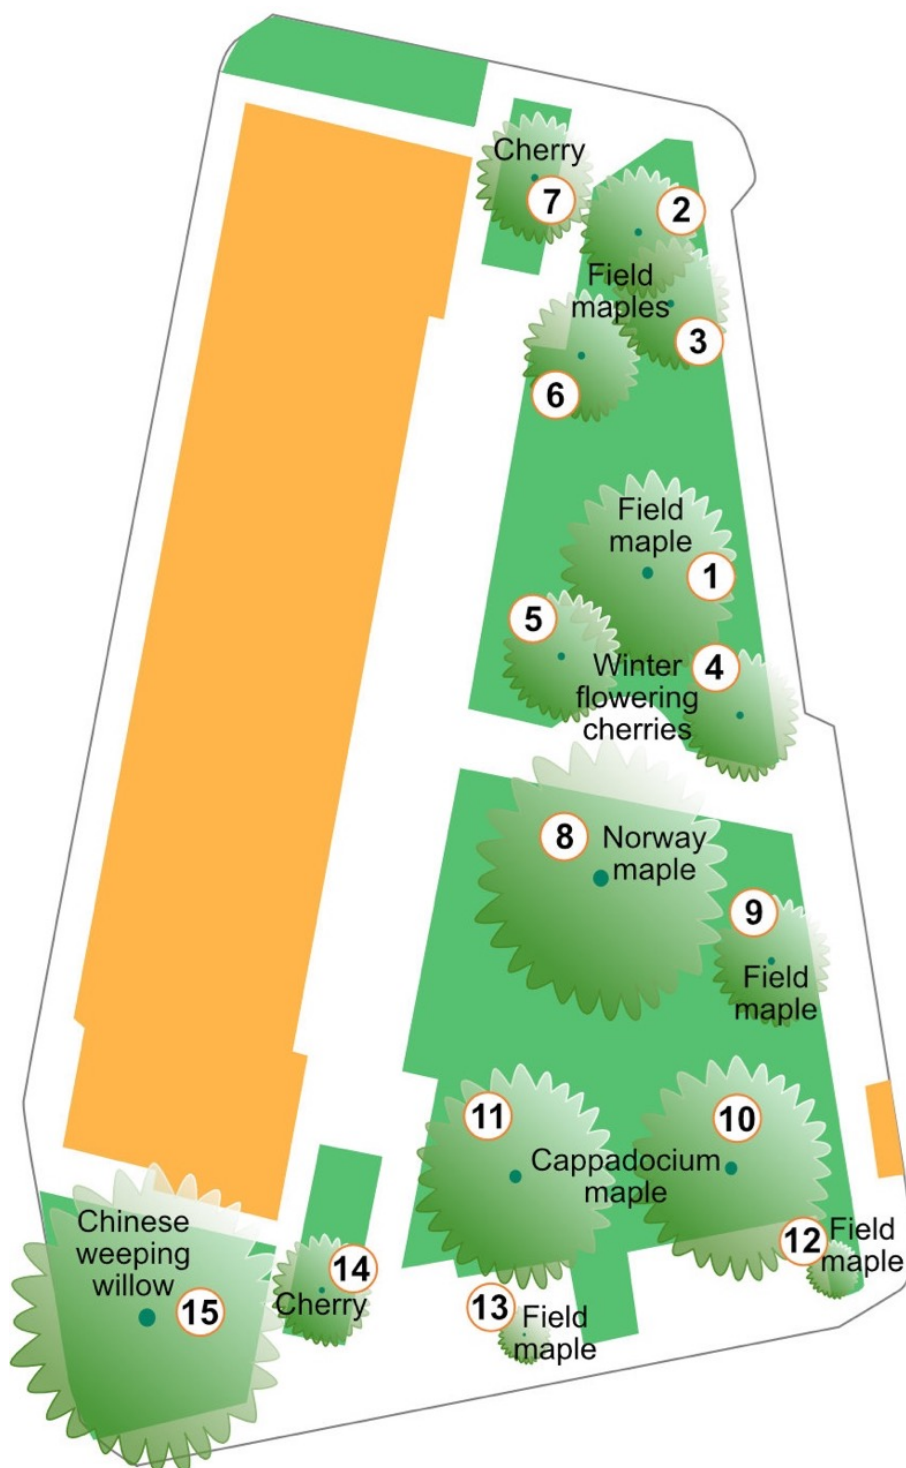 Cherry
7
2
Field
maples
3
6
Field
maple
1
5
Winter
flowering
cherries
4
8
Norway
maple
9
Field
maple
11
10
Cappadocium
maple
Chinese
weeping
willow
15
14
Cherry
12
Field
maple
13
Field
maple